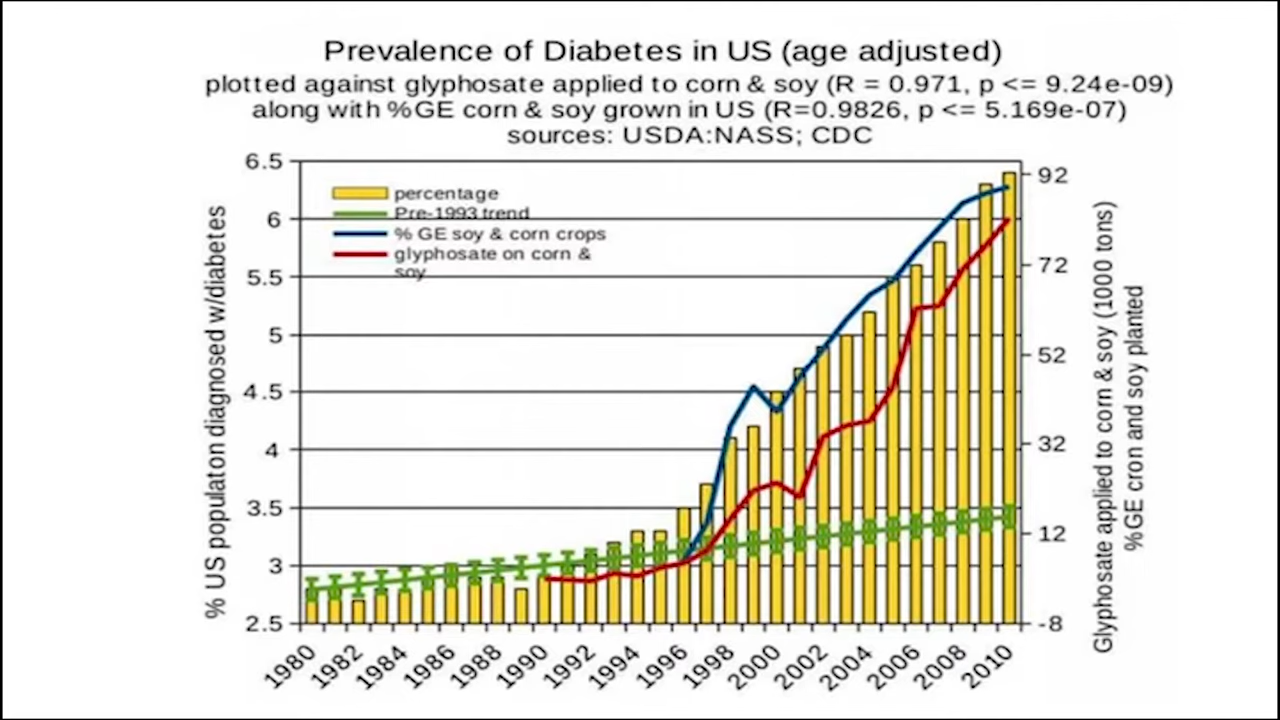 Prevalence of Diabetes in US (age adjusted)
plotted against glyphosate applied to corn & soy (R = 0.971, p <= 9.24e-09)
along with %GE corn & soy grown in US (R=0.9826, p <= 5.169e-07)
sources: USDA:NASS; CDC
% US populaton diagnosed w/diabetes
6.5
6
5.5
5
4.5
4
3.5
3
2.5
percentage
Pre-1993 trend
% GE soy & corn crops
glyphosate on corn &
soy
92
72
52
32
12
-8
Glyphosate applied to corn & soy (1000 tons)
%GE cron and soy planted
1980
1982
1984
1986
1988
1990
1992
1994
1996
1998
2000
2002
2004
2006
2008
2010